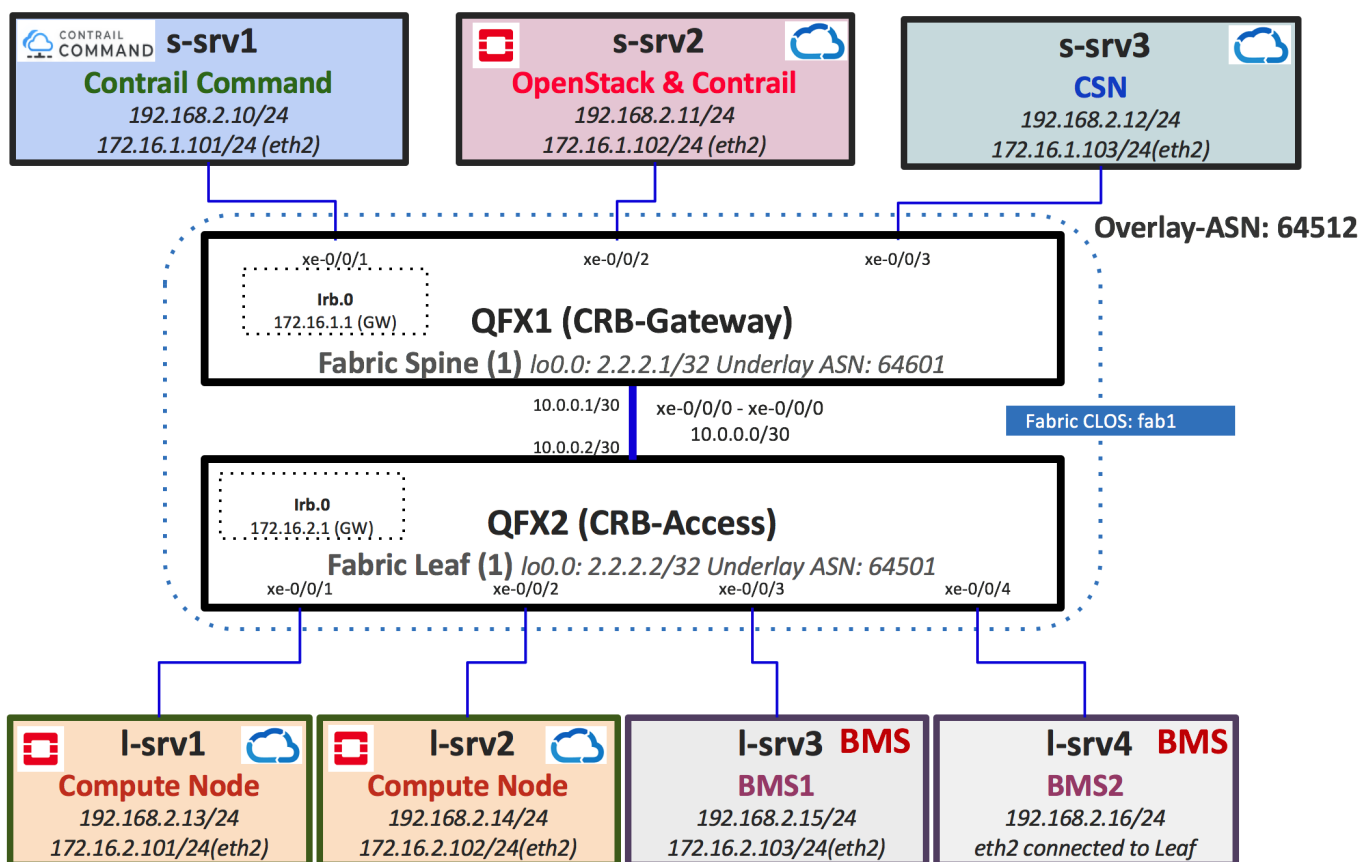 CONTRAIL
COMMAND
s-srv1
Contrail Command
192.168.2.10/24
172.16.1.101/24 (eth2)
s-srv2
OpenStack & Contrail
192.168.2.11/24
172.16.1.102/24 (eth2)
s-srv3
CSN
192.168.2.12/24
172.16.1.103/24(eth2)
Overlay-ASN: 64512
xe-0/0/1
xe-0/0/2
xe-0/0/3
Irb.0
172.16.1.1 (GW)
QFX1 (CRB-Gateway)
Fabric Spine (1) lo0.0: 2.2.2.1/32 Underlay ASN: 64601
10.0.0.1/30
xe-0/0/0 - xe-0/0/0
10.0.0.0/30
10.0.0.2/30
Fabric CLOS: fab1
Irb.0
172.16.2.1 (GW)
QFX2 (CRB-Access)
Fabric Leaf (1) lo0.0: 2.2.2.2/32 Underlay ASN: 64501
xe-0/0/1
xe-0/0/2
xe-0/0/3
xe-0/0/4
l-srv1
Compute Node
192.168.2.13/24
172.16.2.101/24(eth2)
l-srv2
Compute Node
192.168.2.14/24
172.16.2.102/24(eth2)
l-srv3 BMS
BMS1
192.168.2.15/24
172.16.2.103/24(eth2)
l-srv4 BMS
BMS2
192.168.2.16/24
eth2 connected to Leaf